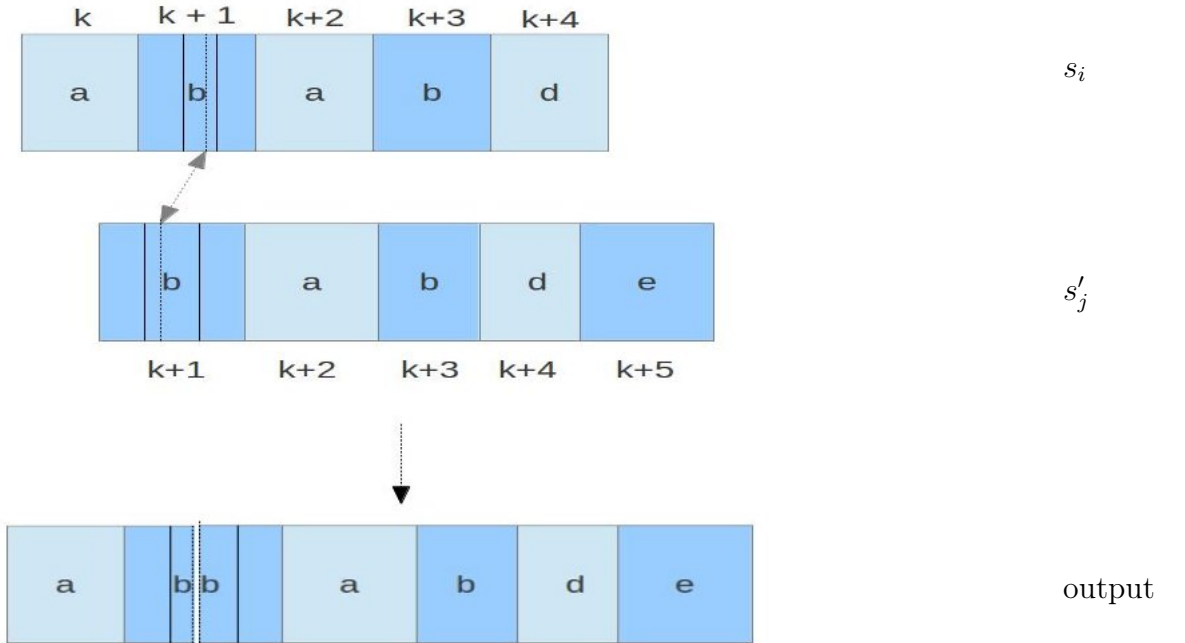 k k + 1 k+2 k+3 k+4
a b a b d s_i
b a b d e s'_j
k+1 k+2 k+3 k+4 k+5
a b b a b d e output